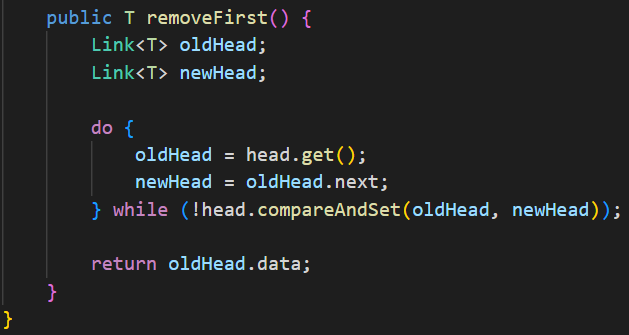 public T removeFirst() {
Link<T> oldHead;
Link<T> newHead;
do {
oldHead = head.get();
newHead = oldHead.next;
} while (!head.compareAndSet(oldHead, newHead));
return oldHead.data;
}
}